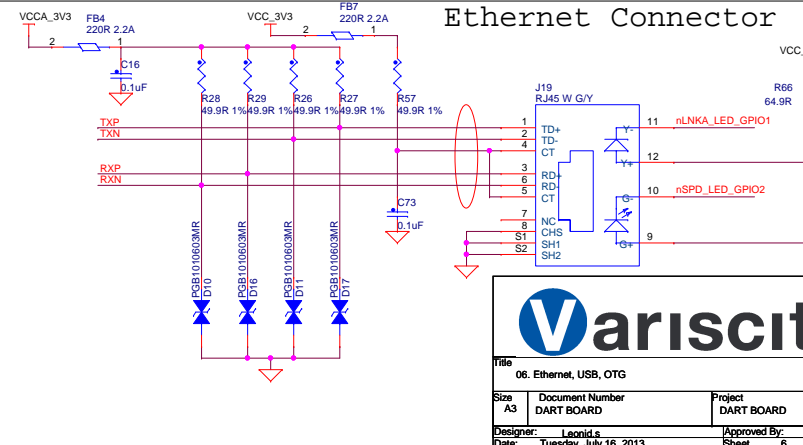 Ethernet Connector
VCCA_3V3
FB4
220R 2.2A
2
1
VCC_3V3
FB7
220R 2.2A
2
1
VCC_
C16
0.1uF
R28
49.9R 1%
R29
49.9R 1%
R26
49.9R 1%
R27
49.9R 1%
R57
49.9R 1%
R66
64.9R
J19
RJ45 W G/Y
TXP
TXN
RXP
RXN
1 TD+
2 TD-
4 CT
3 RD+
6 RD-
5 CT
7 NC
8 CHS
S1 SH1
S2 SH2
Y- 11 nLNKA_LED_GPIO1
Y+ 12
G- 10 nSPD_LED_GPIO2
G+ 9
C73
0.1uF
PGB1010603MR
D10
PGB1010603MR
D16
PGB1010603MR
D11
PGB1010603MR
D17
Variscit
Title
06. Ethernet, USB, OTG
Size
A3
Document Number
DART BOARD
Project
DART BOARD
Designer: Leonid.s
Approved By:
Date: Tuesday, July 16, 2013
Sheet 6